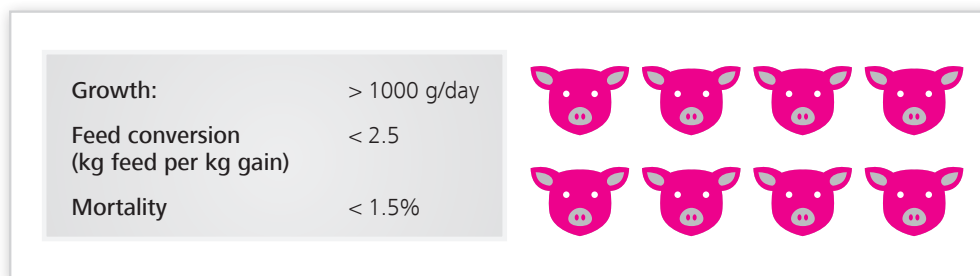 Growth: > 1000 g/day
Feed conversion < 2.5
(kg feed per kg gain)
Mortality < 1.5%